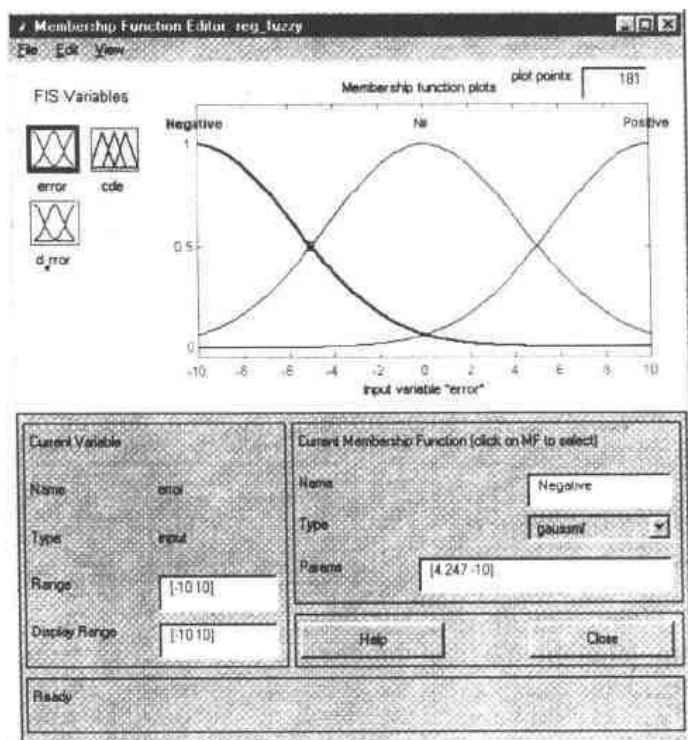 Membership Function Editor: reg_fuzzy
File Edit View
FIS Variables
Membership function plots
plot points: 181
error
cde
d_rror
Negative
Nil
Positive
1
0.5
0
-10 -8 -6 -4 -2 0 2 4 6 8 10
input variable "error"
Current Variable
Name error
Type input
Range [-10 10]
Display Range [-10 10]
Current Membership Function (click on MF to select)
Name Negative
Type gaussmf
Params [4.247 -10]
Help Close
Ready